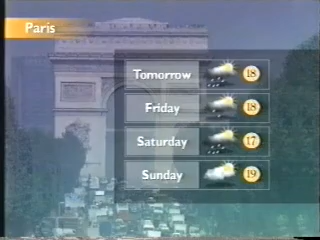 Paris
Tomorrow 18
Friday 18
Saturday 17
Sunday 19